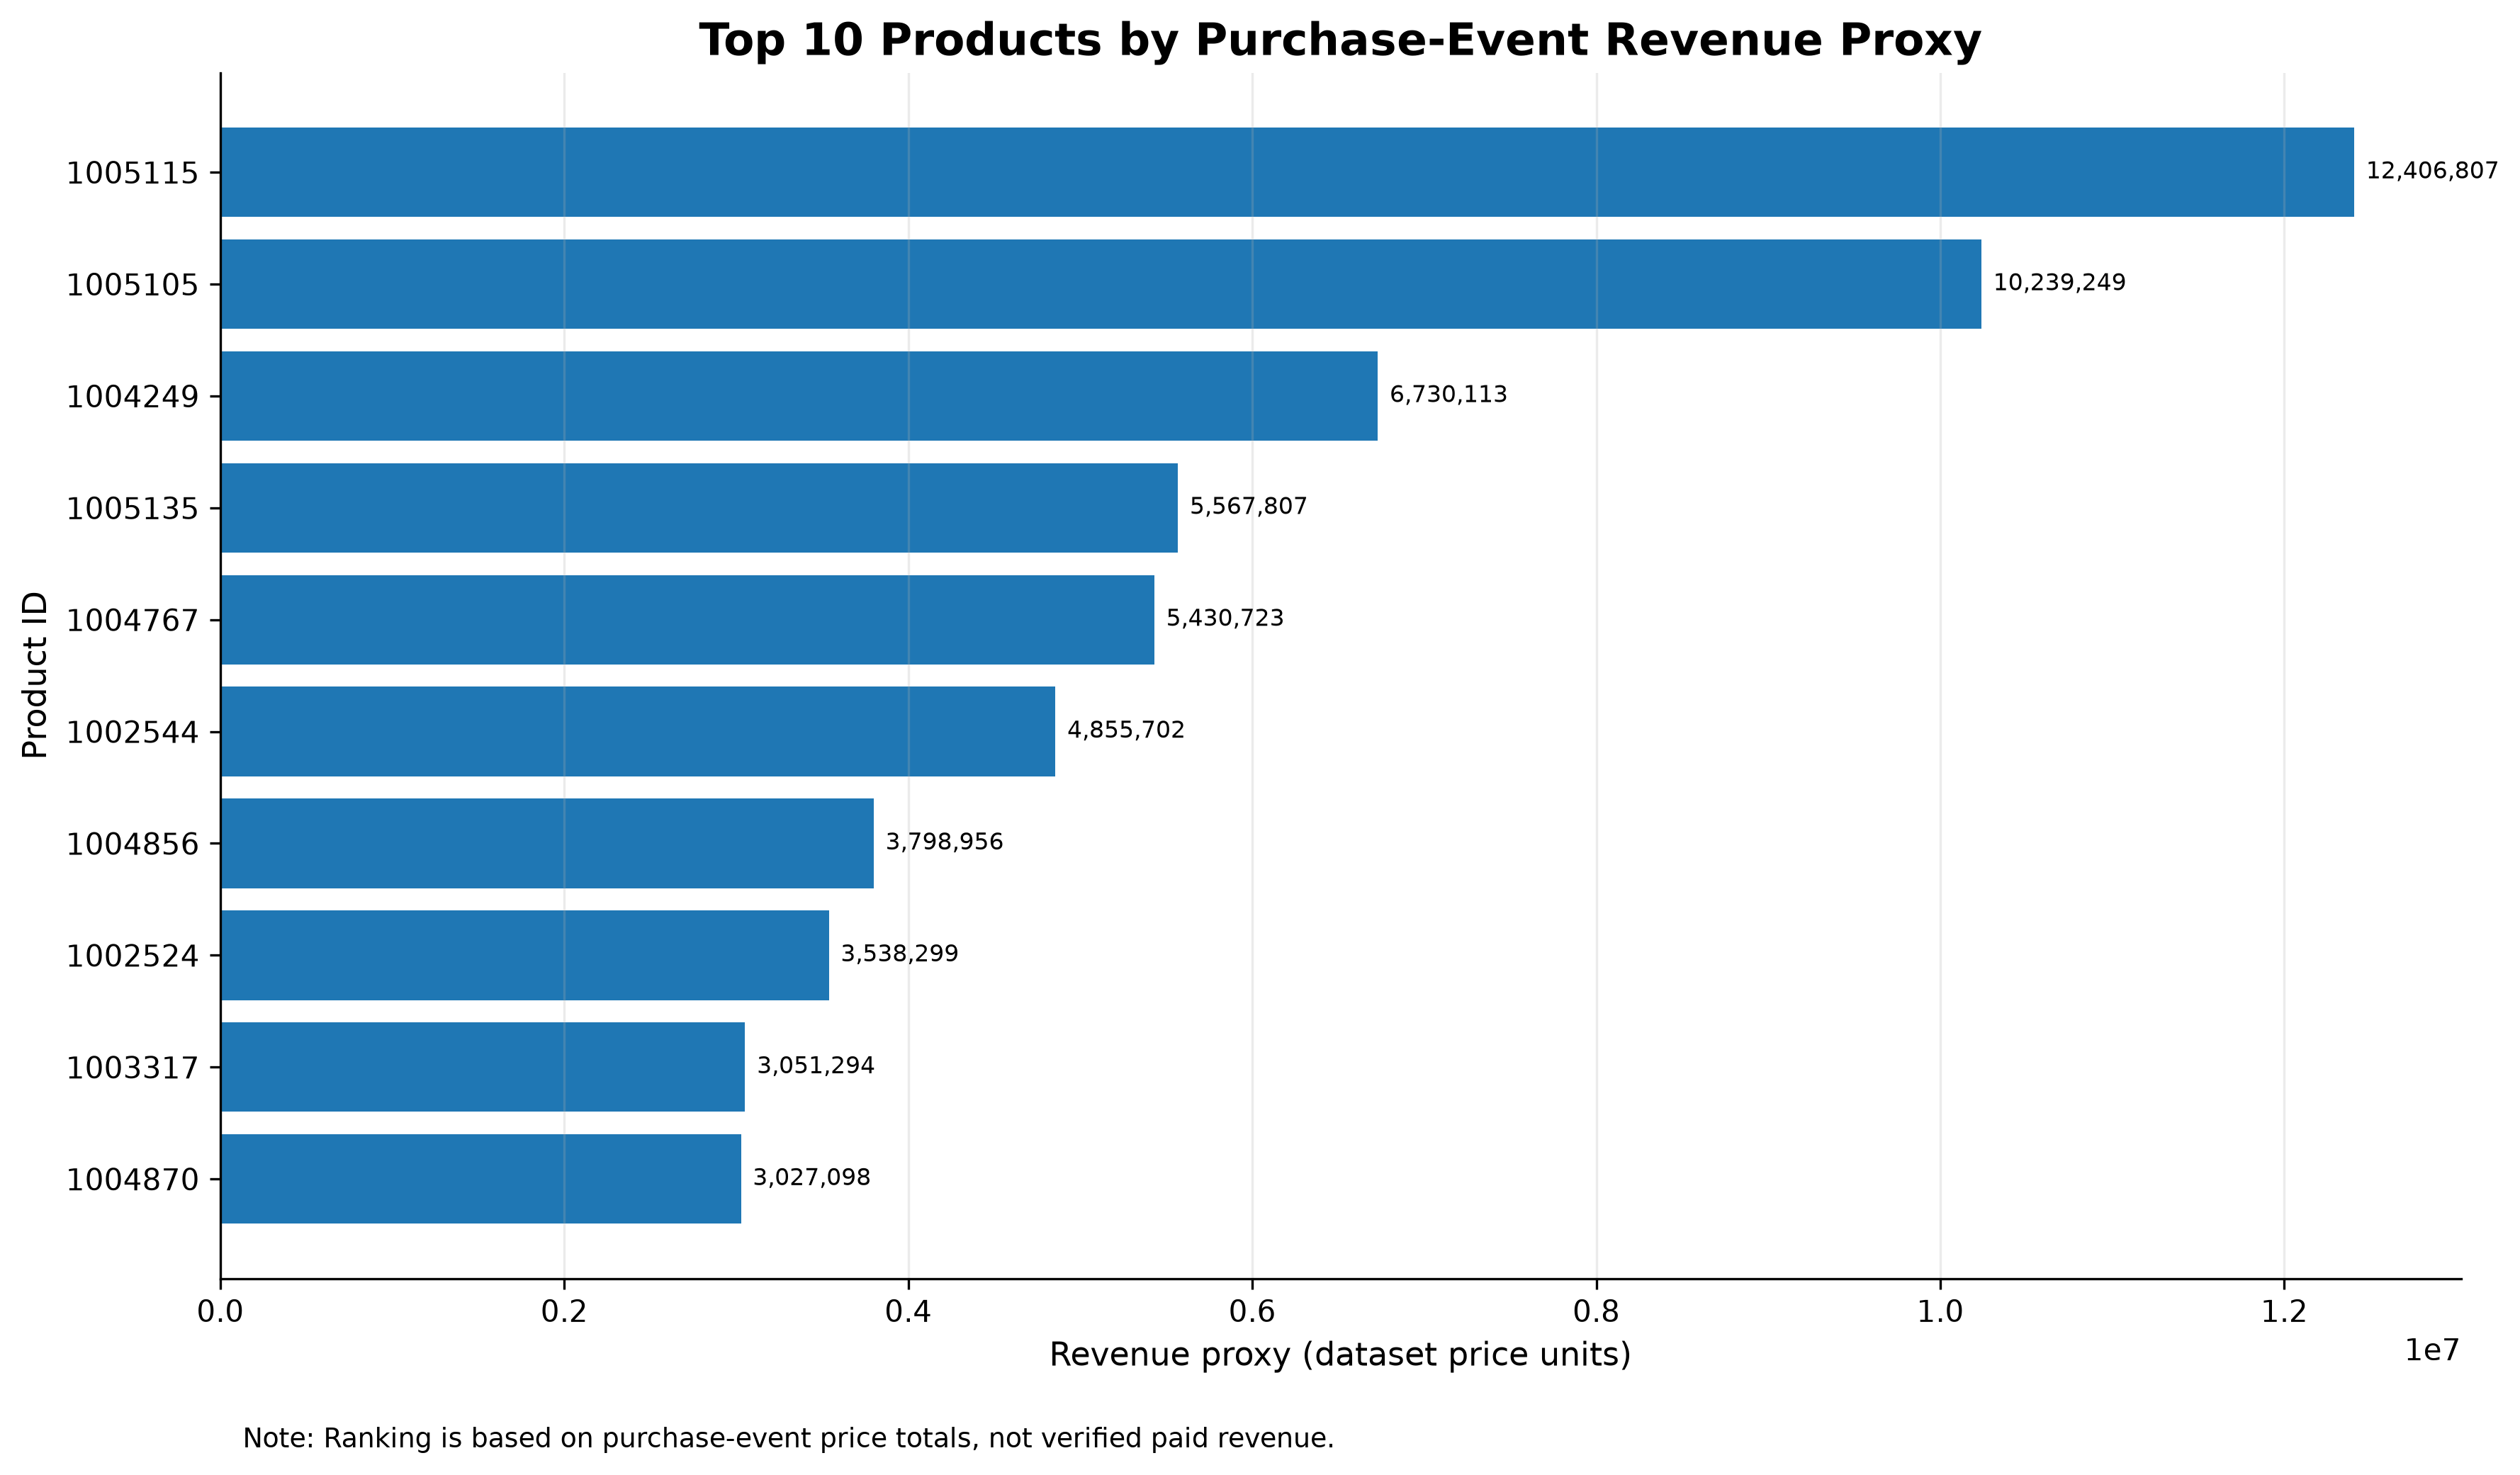 Top 10 Products by Purchase-Event Revenue Proxy
Product ID
1005115 12,406,807
1005105 10,239,249
1004249 6,730,113
1005135 5,567,807
1004767 5,430,723
1002544 4,855,702
1004856 3,798,956
1002524 3,538,299
1003317 3,051,294
1004870 3,027,098
0.0 0.2 0.4 0.6 0.8 1.0 1.2
1e7
Revenue proxy (dataset price units)
Note: Ranking is based on purchase-event price totals, not verified paid revenue.